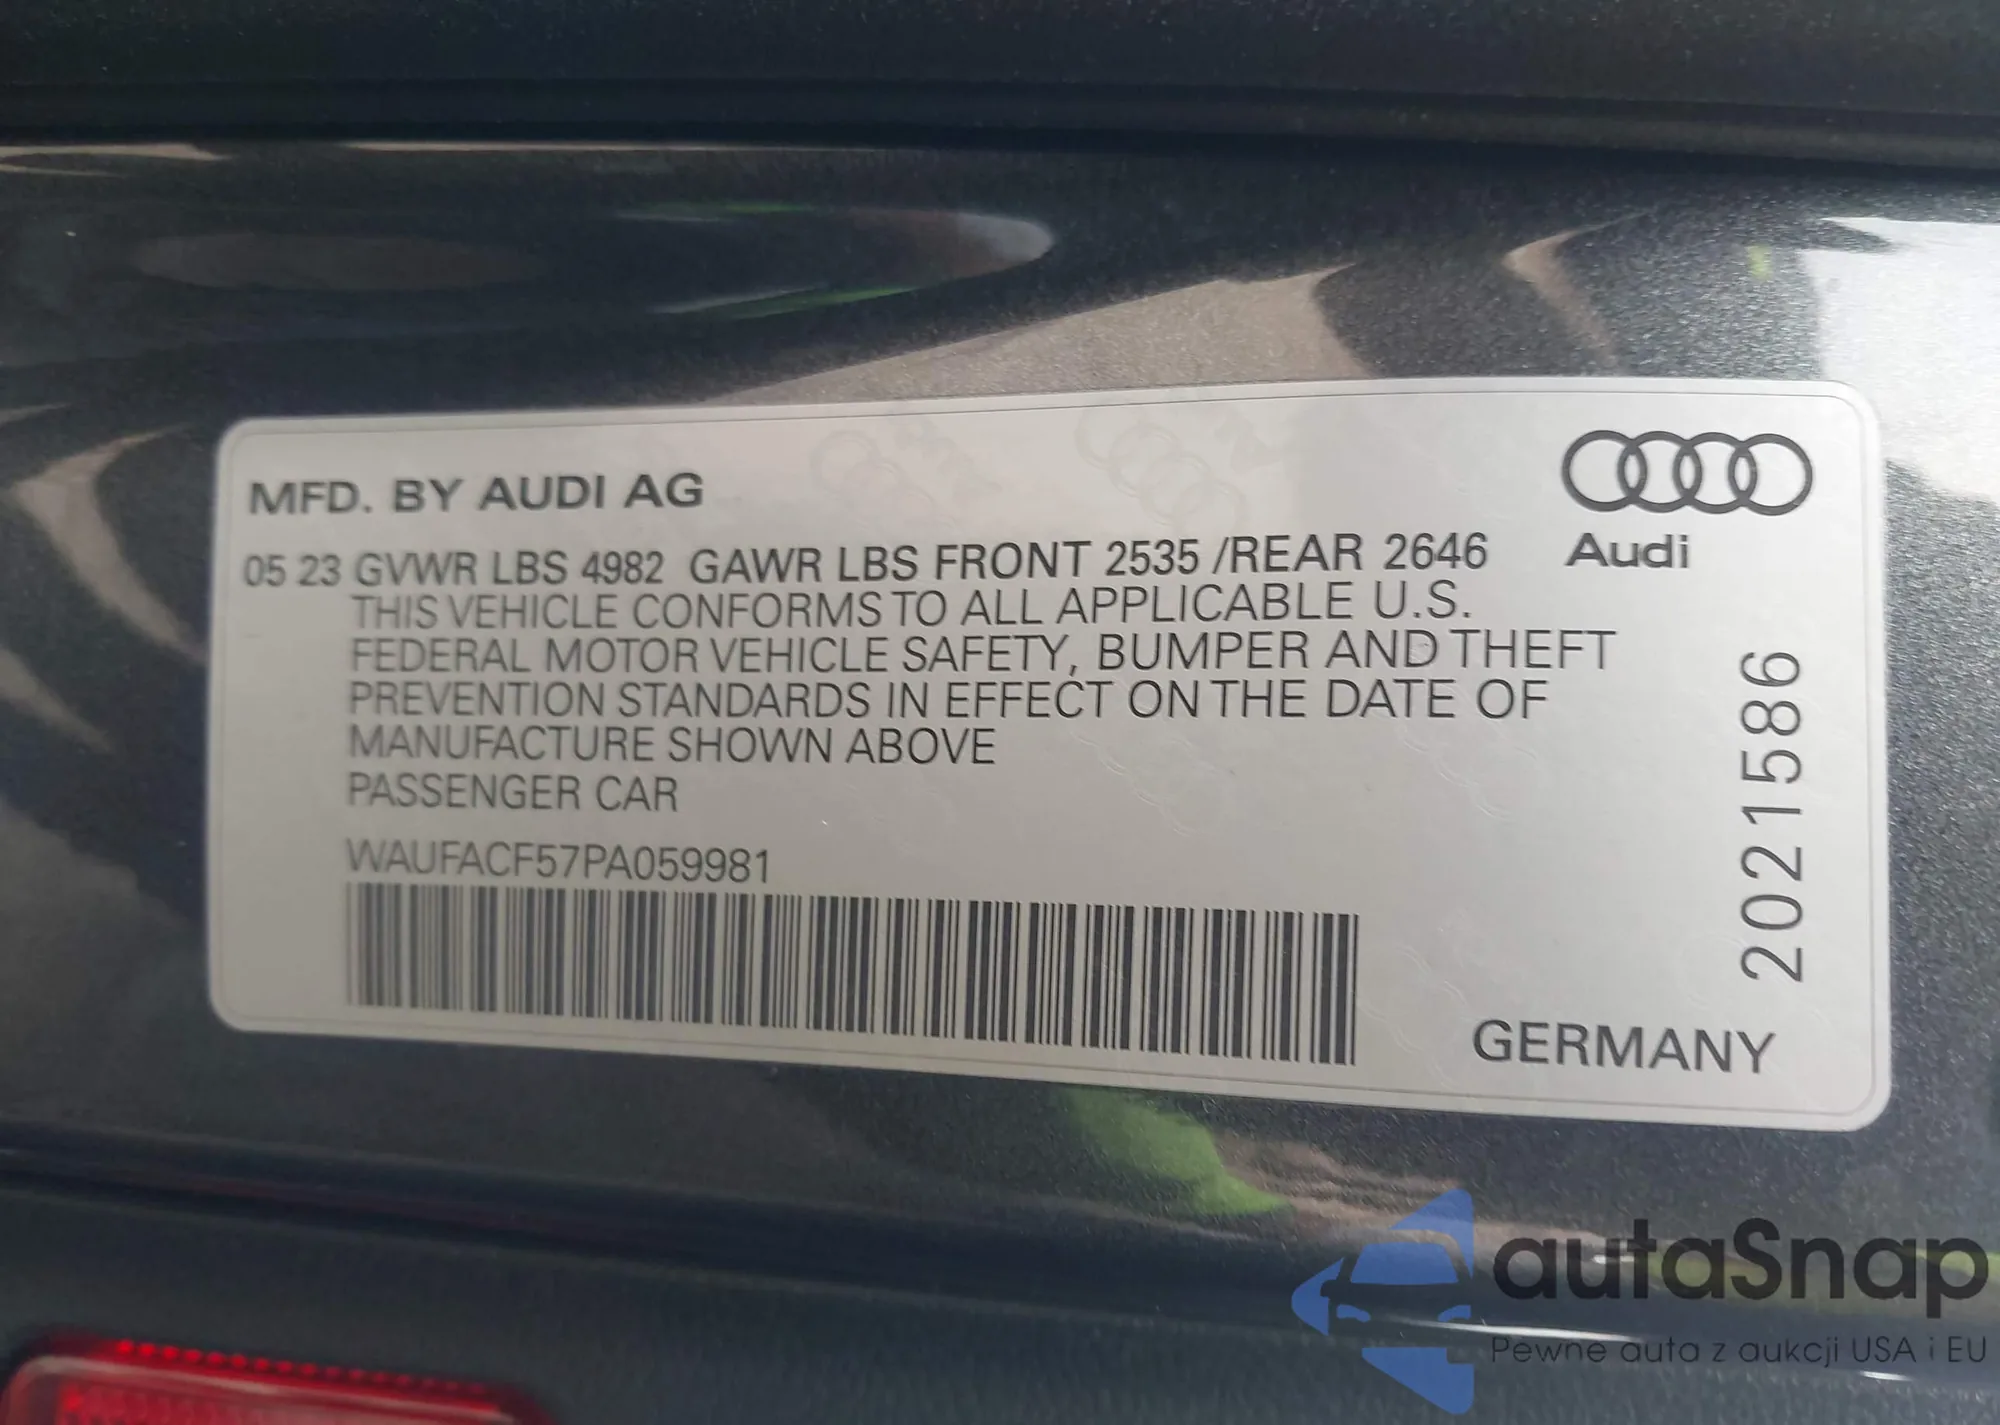 MFD. BY AUDI AG
05 23 GVWR LBS 4982 GAWR LBS FRONT 2535 /REAR 2646
THIS VEHICLE CONFORMS TO ALL APPLICABLE U.S.
FEDERAL MOTOR VEHICLE SAFETY, BUMPER AND THEFT
PREVENTION STANDARDS IN EFFECT ON THE DATE OF
MANUFACTURE SHOWN ABOVE
PASSENGER CAR
WAUFACF57PA059981
Audi
2021586
GERMANY
autaSnap
Pewne auta z aukcji USA i EU